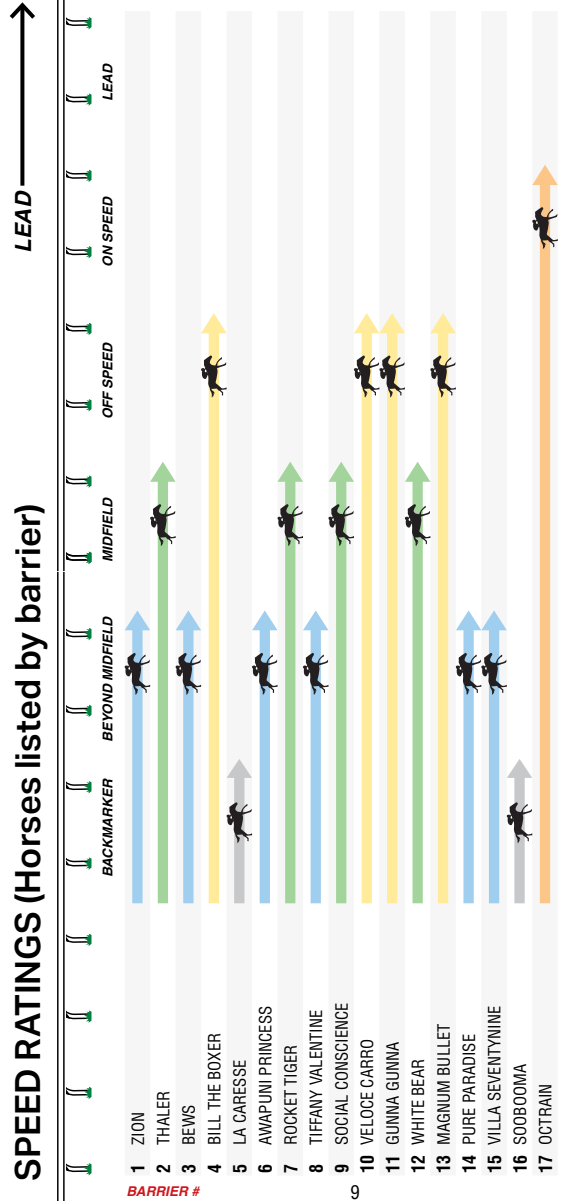 SPEED RATINGS (Horses listed by barrier)
LEAD
BACKMARKER BEYOND MIDFIELD MIDFIELD OFF SPEED ON SPEED LEAD
BARRIER #
1 ZION
2 THALER
3 BEWS
4 BILL THE BOXER
5 LA CARESSE
6 AWAPUNI PRINCESS
7 ROCKET TIGER
8 TIFFANY VALENTINE
9 SOCIAL CONSCIENCE
10 VELOCE CARRO
11 GUNNA GUNNA
12 WHITE BEAR
13 MAGNUM BULLET
14 PURE PARADISE
15 VILLA SEVENTYNINE
16 SOOBOOMA
17 OCTRAIN
9